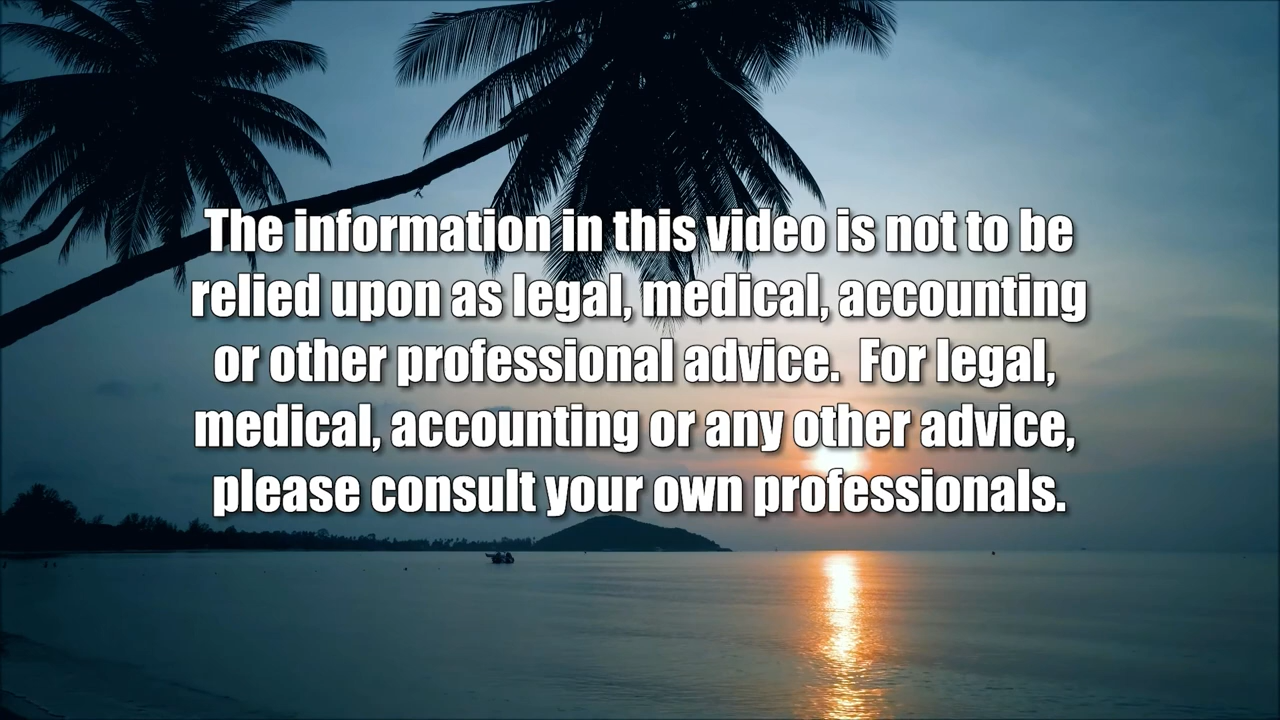 The information in this video is not to be
relied upon as legal, medical, accounting
or other professional advice.  For legal,
medical, accounting or any other advice,
please consult your own professionals.